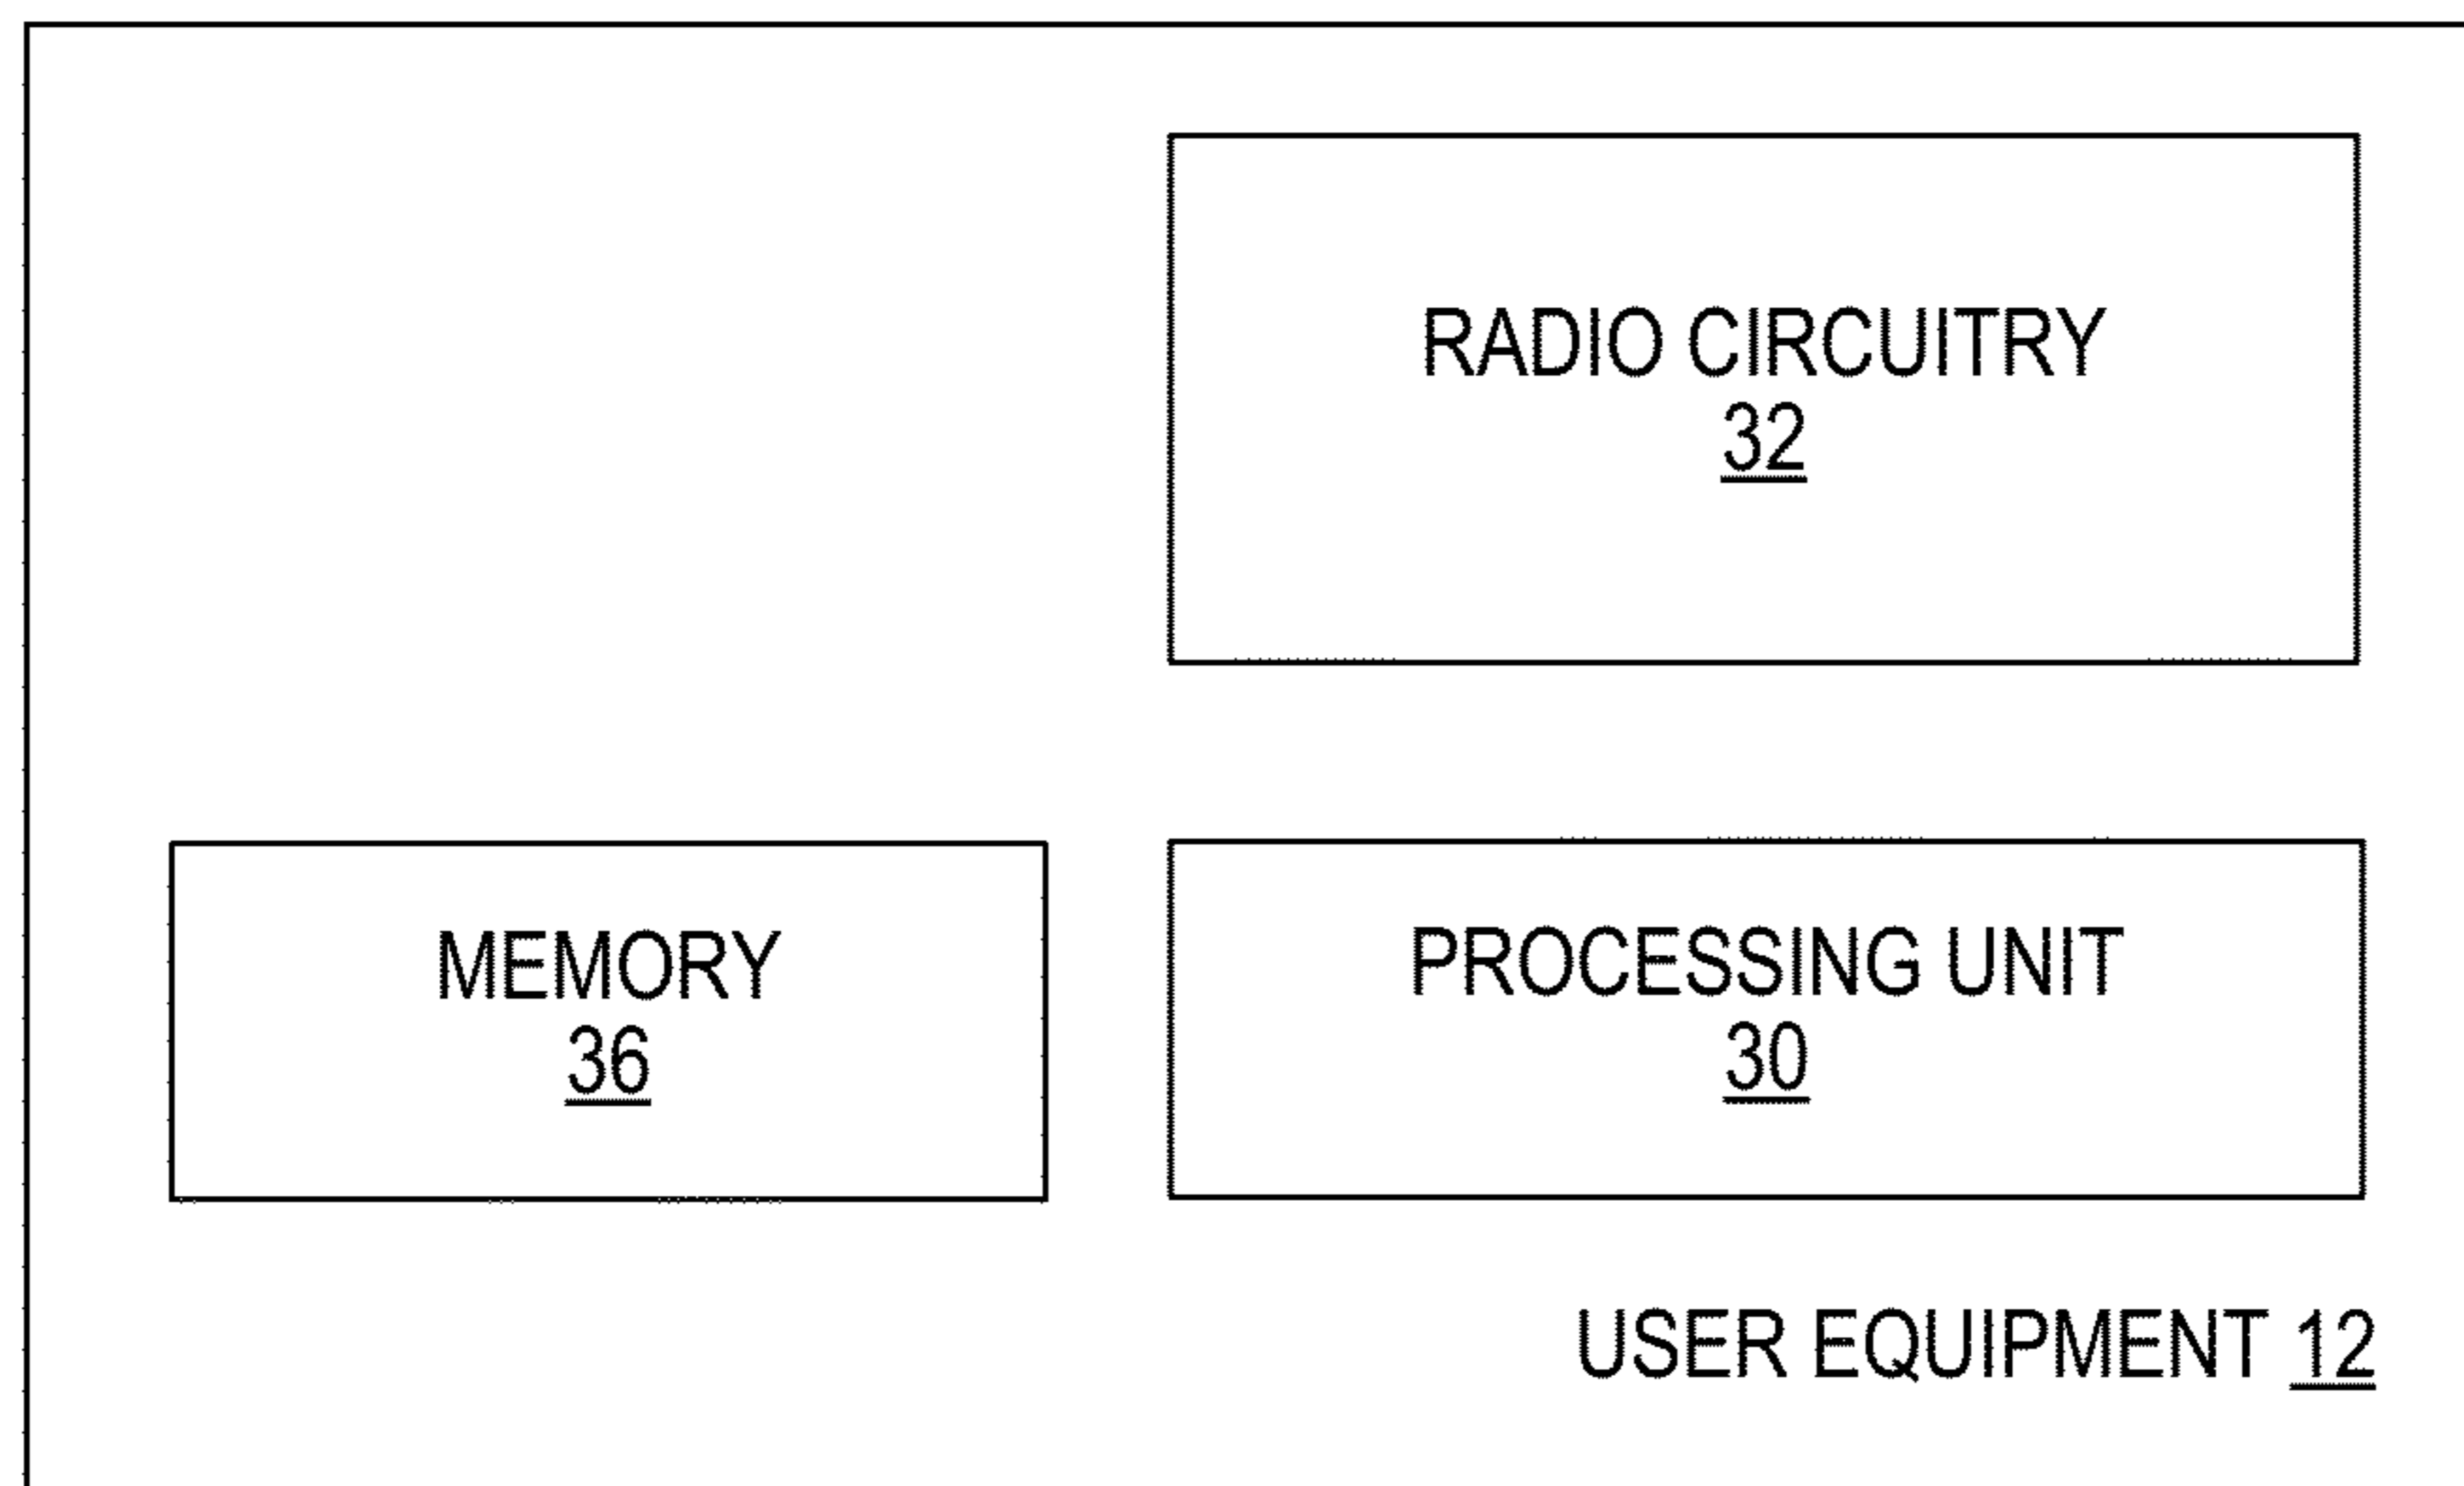 RADIO CIRCUITRY
32
MEMORY
36
PROCESSING UNIT
30
USER EQUIPMENT 12